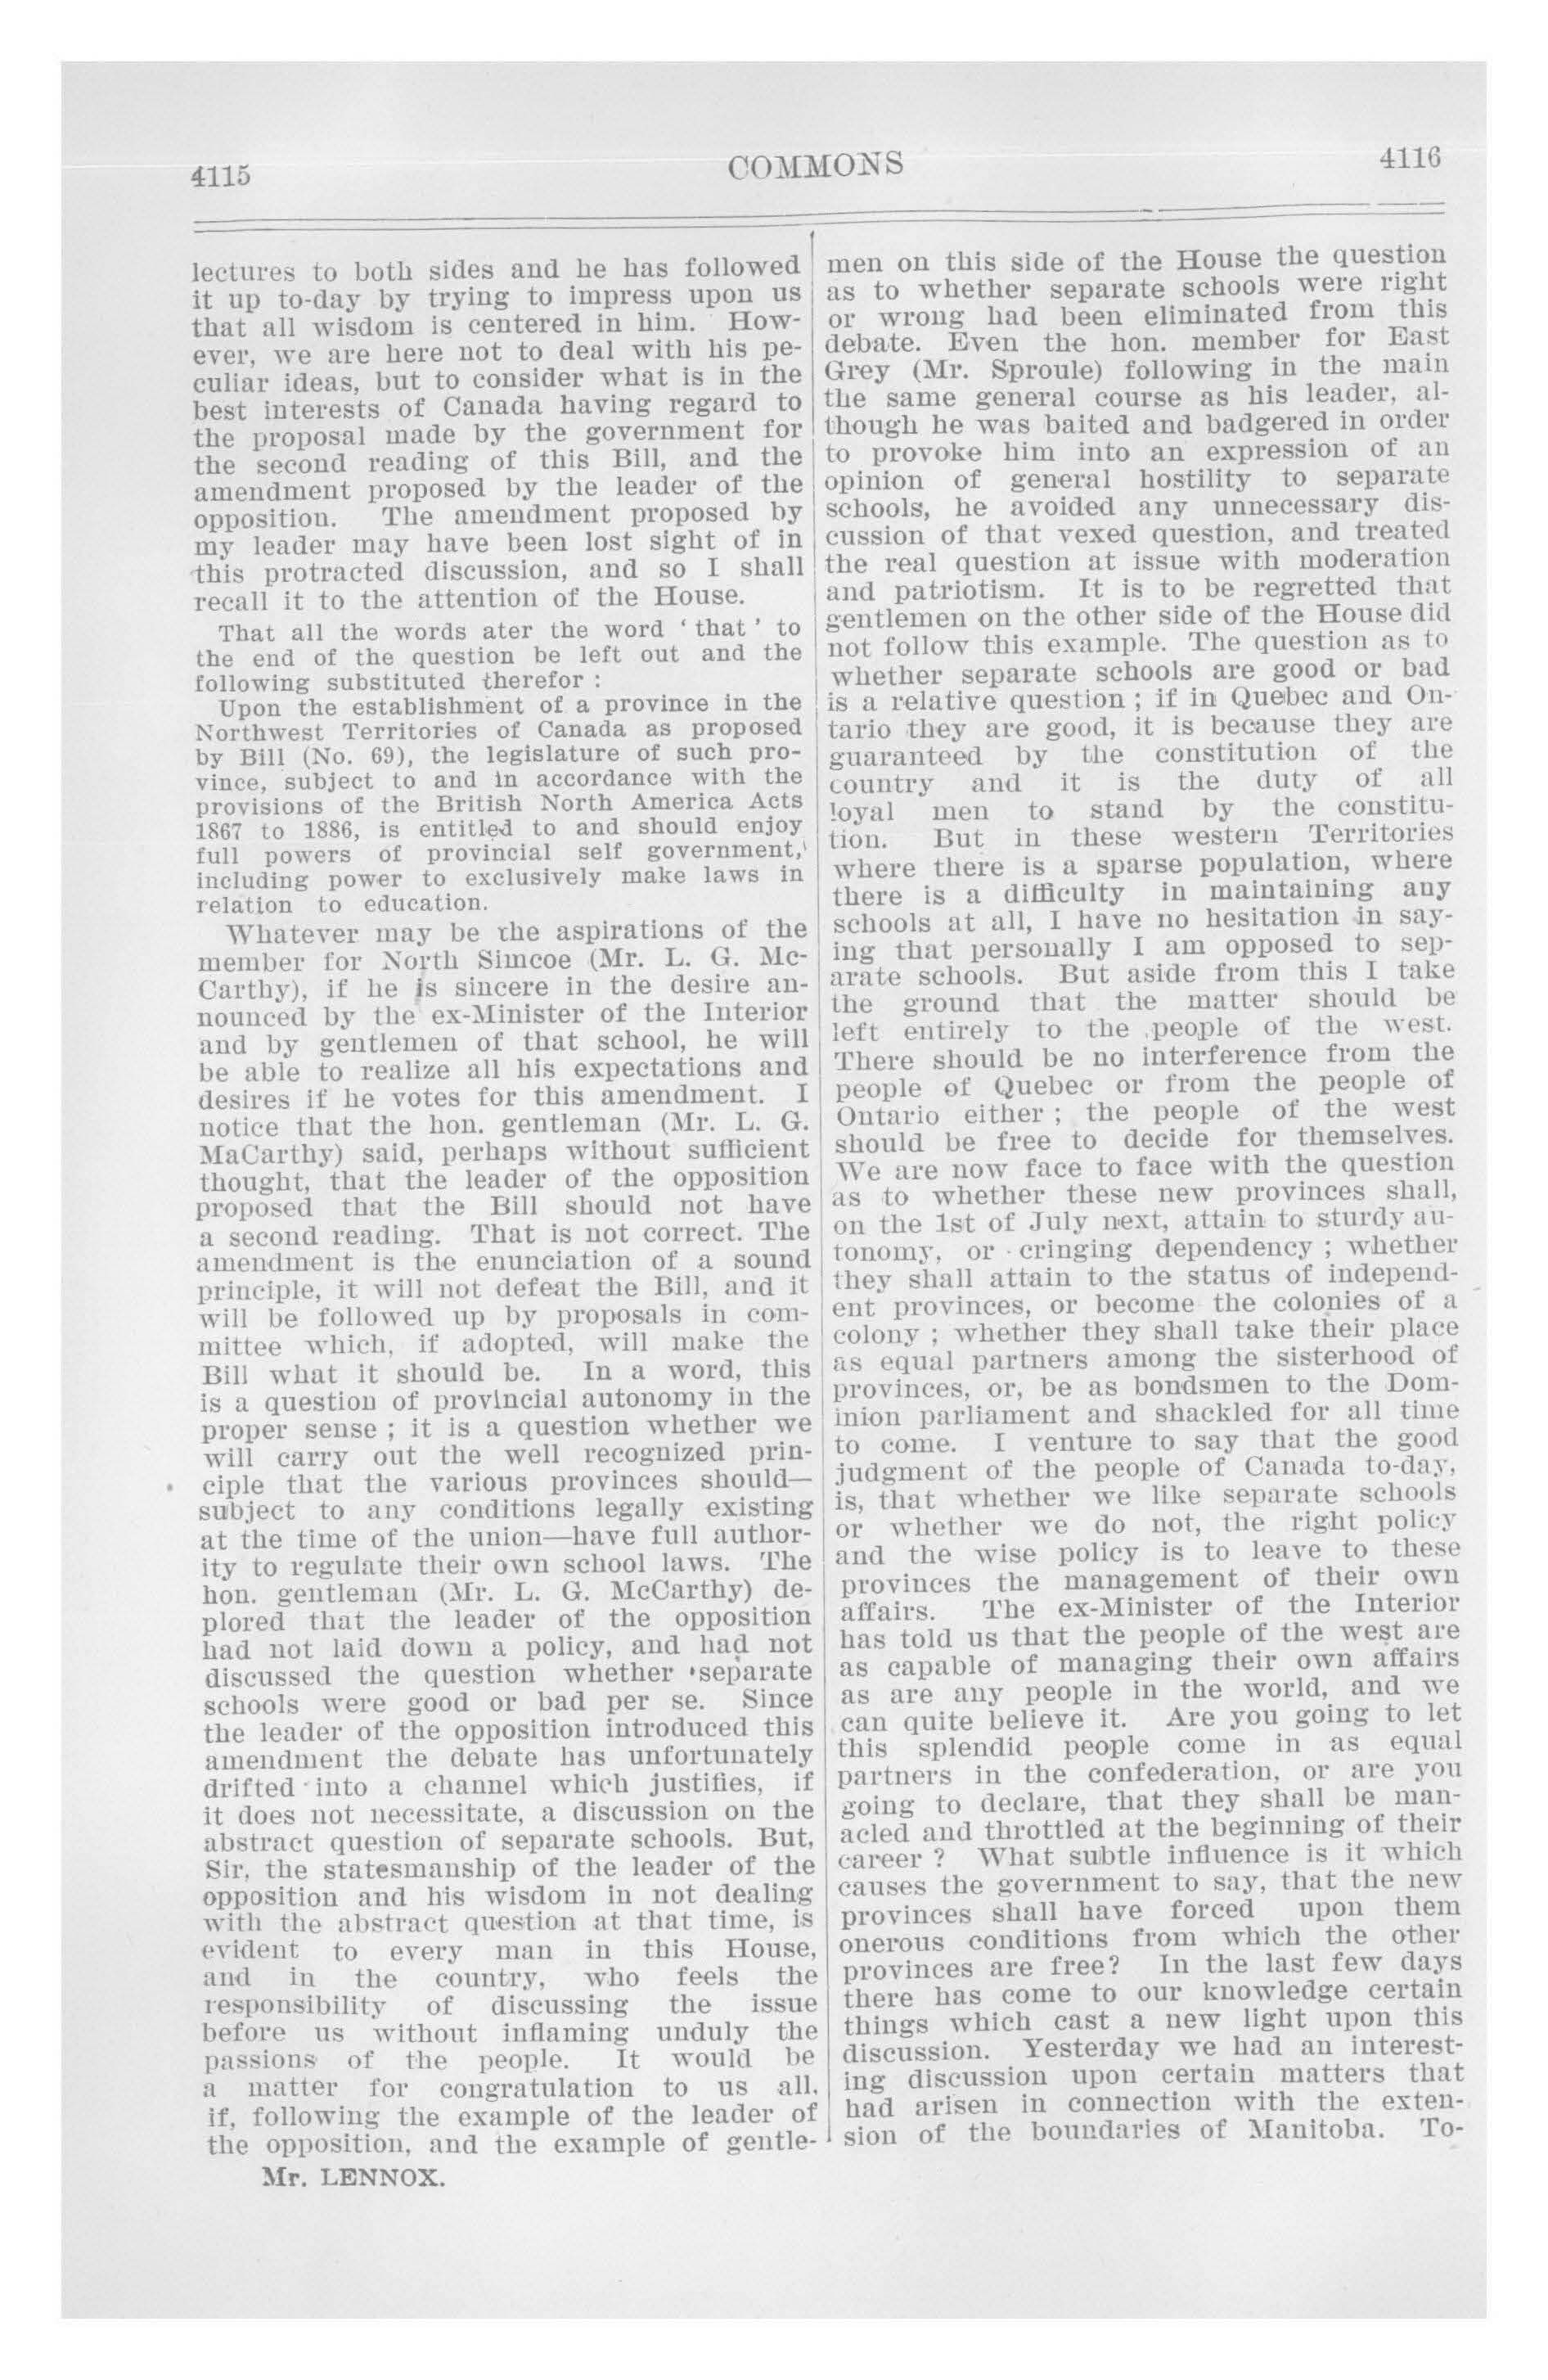 4115
COMMONS
4116
lectures to both sides and he has followed
it up to-day by trying to impress upon us
that all wisdom is centered in him. How-
ever, we are here not to deal with his pe-
culiar ideas, but to consider what is in the
best interests of Canada having regard to
the proposal made by the government for
the second reading of this Bill, and the
amendment proposed by the leader of the
opposition. The amendment proposed by
my leader may have been lost sight of in
this protracted discussion, and so I shall
recall it to the attention of the House.
That all the words ater the word ' that ' to
the end of the question be left out and the
following substituted therefor :
Upon the establishment of a province in the
Northwest Territories of Canada as proposed
by Bill (No. 69), the legislature of such pro-
vince, subject to and in accordance with the
provisions of the British North America Acts
1867 to 1886, is entitled to and should enjoy
full powers of provincial self government,
including power to exclusively make laws in
relation to education.
Whatever may be the aspirations of the
member for North Simcoe (Mr. L. G. Mc-
Carthy), if he is sincere in the desire an-
nounced by the ex-Minister of the Interior
and by gentlemen of that school, he will
be able to realize all his expectations and
desires if he votes for this amendment. I
notice that the hon. gentleman (Mr. L. G.
MaCarthy) said, perhaps without sufficient
thought, that the leader of the opposition
proposed that the Bill should not have
a second reading. That is not correct. The
amendment is the enunciation of a sound
principle, it will not defeat the Bill, and it
will be followed up by proposals in com-
mittee which, if adopted, will make the
Bill what it should be. In a word, this
is a question of provincial autonomy in the
proper sense ; it is a question whether we
will carry out the well recognized prin-
ciple that the various provinces should—
subject to any conditions legally existing
at the time of the union—have full author-
ity to regulate their own school laws. The
hon. gentleman (Mr. L. G. McCarthy) de-
plored that the leader of the opposition
had not laid down a policy, and had not
discussed the question whether separate
schools were good or bad per se. Since
the leader of the opposition introduced this
amendment the debate has unfortunately
drifted into a channel which justifies, if
it does not necessitate, a discussion on the
abstract question of separate schools. But,
Sir, the statesmanship of the leader of the
opposition and his wisdom in not dealing
with the abstract question at that time, is
evident to every man in this House,
and in the country, who feels the
responsibility of discussing the issue
before us without inflaming unduly the
passions of the people. It would be
a matter for congratulation to us all,
if, following the example of the leader of
the opposition, and the example of gentle-
Mr. LENNOX.
men on this side of the House the question
as to whether separate schools were right
or wrong had been eliminated from this
debate. Even the hon. member for East
Grey (Mr. Sproule) following in the main
the same general course as his leader, al-
though he was baited and badgered in order
to provoke him into an expression of an
opinion of general hostility to separate
schools, he avoided any unnecessary dis-
cussion of that vexed question, and treated
the real question at issue with moderation
and patriotism. It is to be regretted that
gentlemen on the other side of the House did
not follow this example. The question as to
whether separate schools are good or bad
is a relative question ; if in Quebec and On-
tario they are good, it is because they are
guaranteed by the constitution of the
country and it is the duty of all
loyal men to stand by the constitu-
tion. But in these western Territories
where there is a sparse population, where
there is a difficulty in maintaining any
schools at all, I have no hesitation in say-
ing that personally I am opposed to sep-
arate schools. But aside from this I take
the ground that the matter should be
left entirely to the people of the west.
There should be no interference from the
people of Quebec or from the people of
Ontario either ; the people of the west
should be free to decide for themselves.
We are now face to face with the question
as to whether these new provinces shall,
on the 1st of July next, attain to sturdy au-
tonomy, or cringing dependency ; whether
they shall attain to the status of independ-
ent provinces, or become the colonies of a
colony ; whether they shall take their place
as equal partners among the sisterhood of
provinces, or, be as bondsmen to the Dom-
inion parliament and shackled for all time
to come. I venture to say that the good
judgment of the people of Canada to-day,
is, that whether we like separate schools
or whether we do not, the right policy
and the wise policy is to leave to these
provinces the management of their own
affairs. The ex-Minister of the Interior
has told us that the people of the west are
as capable of managing their own affairs
as are any people in the world, and we
can quite believe it. Are you going to let
this splendid people come in as equal
partners in the confederation, or are you
going to declare, that they shall be man-
acled and throttled at the beginning of their
career ? What subtle influence is it which
causes the government to say, that the new
provinces shall have forced upon them
onerous conditions from which the other
provinces are free? In the last few days
there has come to our knowledge certain
things which cast a new light upon this
discussion. Yesterday we had an interest-
ing discussion upon certain matters that
had arisen in connection with the exten-
sion of the boundaries of Manitoba. To-